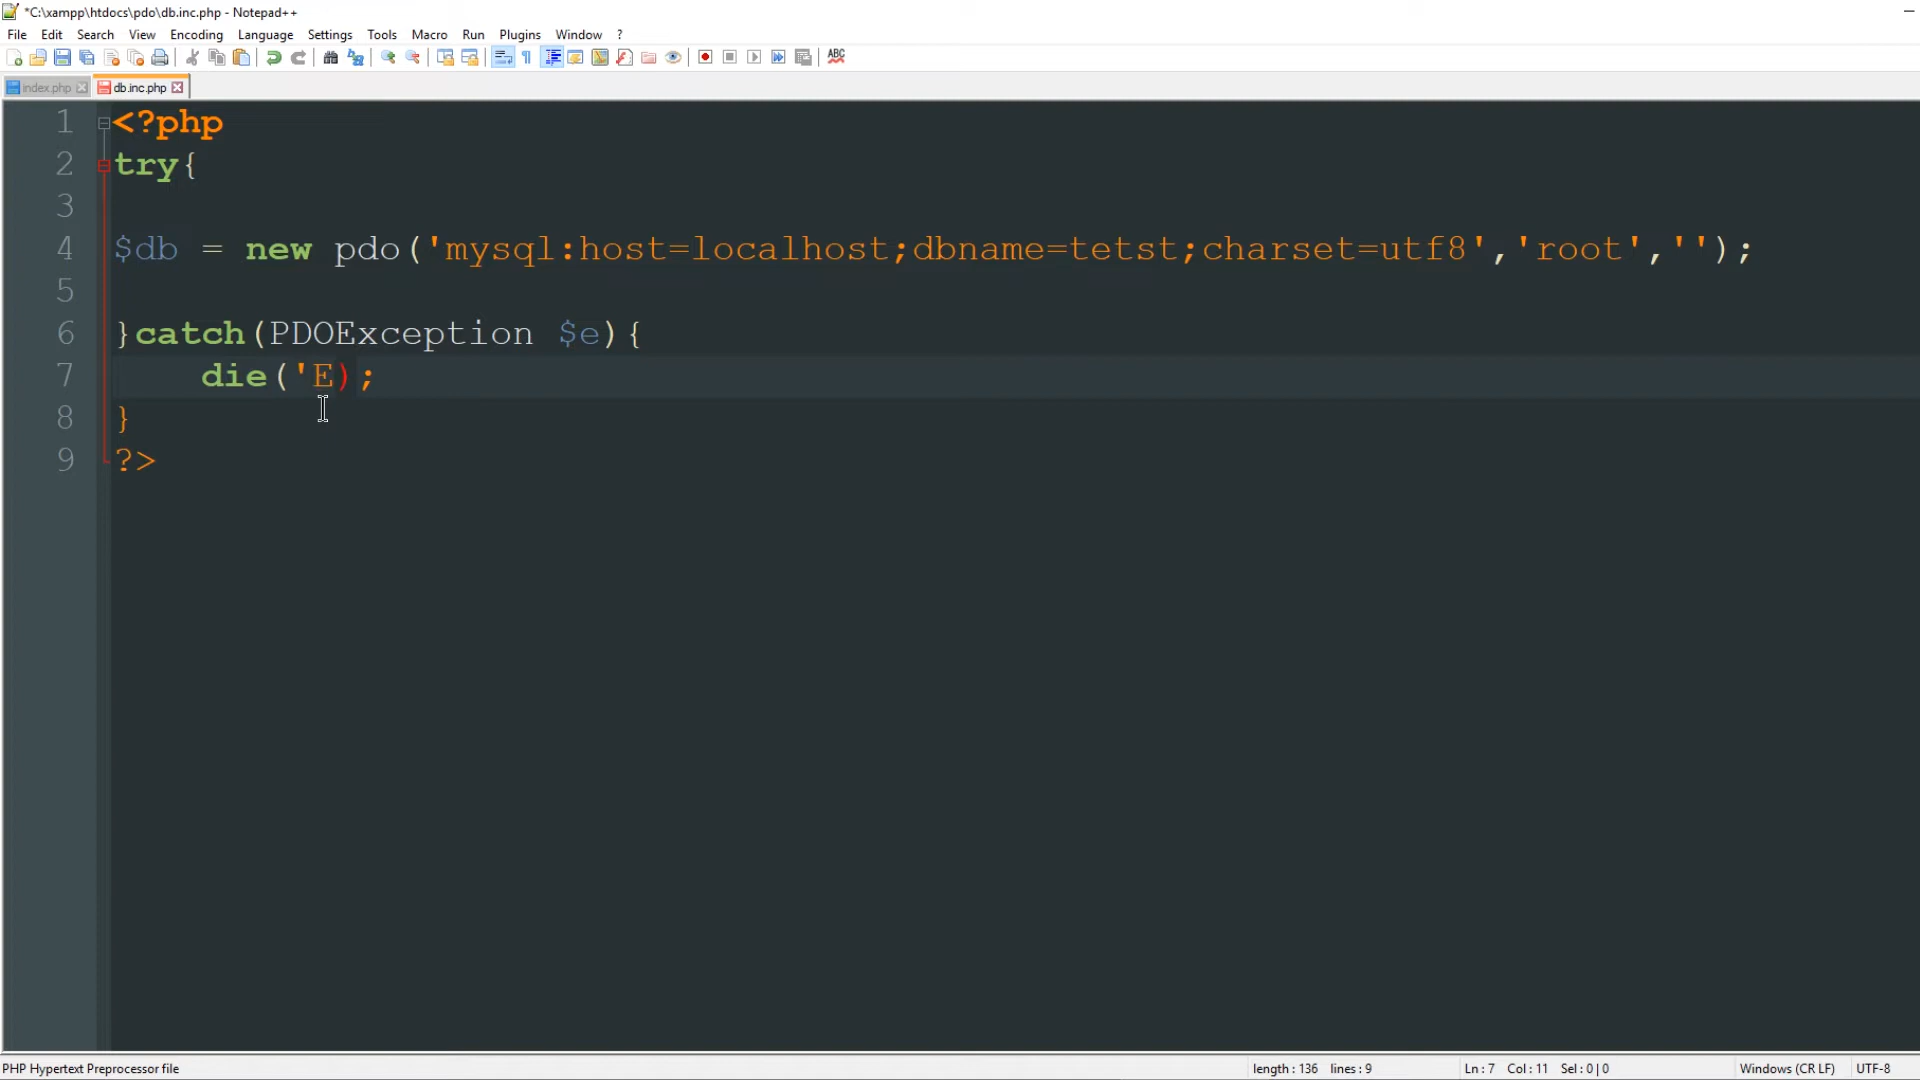 *C:\xampp\htdocs\pdo\db.inc.php - Notepad++
File Edit Search View Encoding Language Settings Tools Macro Run Plugins Window ?
ABC
index.php db.inc.php
1 <?php
2 try{
3
4 $db = new pdo('mysql:host=localhost;dbname=tetst;charset=utf8','root','');
5
6 }catch(PDOException $e){
7 die('E);
8 }
9 ?>
PHP Hypertext Preprocessor file length : 136 lines : 9 Ln : 7 Col : 11 Sel : 0 | 0 Windows (CR LF) UTF-8